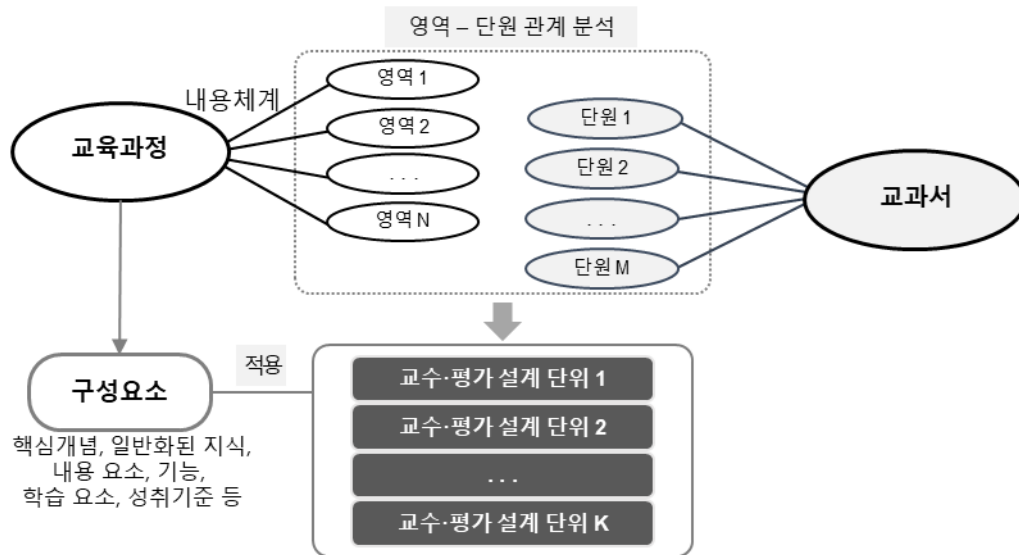 영역 – 단원 관계 분석
내용체계
교육과정
영역 1
영역 2
. . .
영역 N
단원 1
단원 2
. . .
단원 M
교과서
구성요소
적용
핵심개념, 일반화된 지식,
내용 요소, 기능,
학습 요소, 성취기준 등
교수·평가 설계 단위 1
교수·평가 설계 단위 2
. . .
교수·평가 설계 단위 K